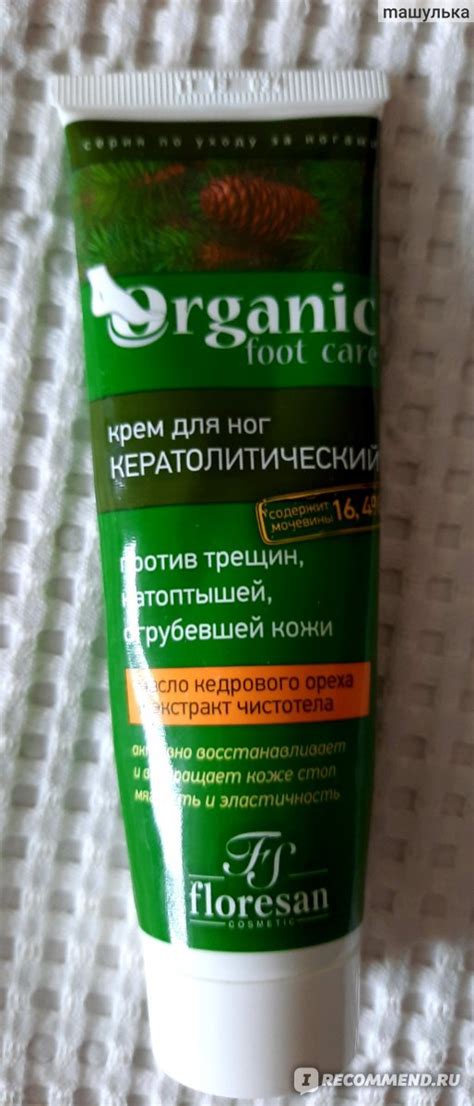 машулька
серия по уходу за ногами
Organic
foot care
крем для ног
КЕРАТОЛИТИЧЕСКИЙ
содержит
мочевины 16,4%
против трещин,
натоптышей,
огрубевшей кожи
масло кедрового ореха
экстракт чистотела
активно восстанавливает
и возвращает коже стоп
мягкость и эластичность
FS
floresan
COSMETIC
IRECOMMEND.RU